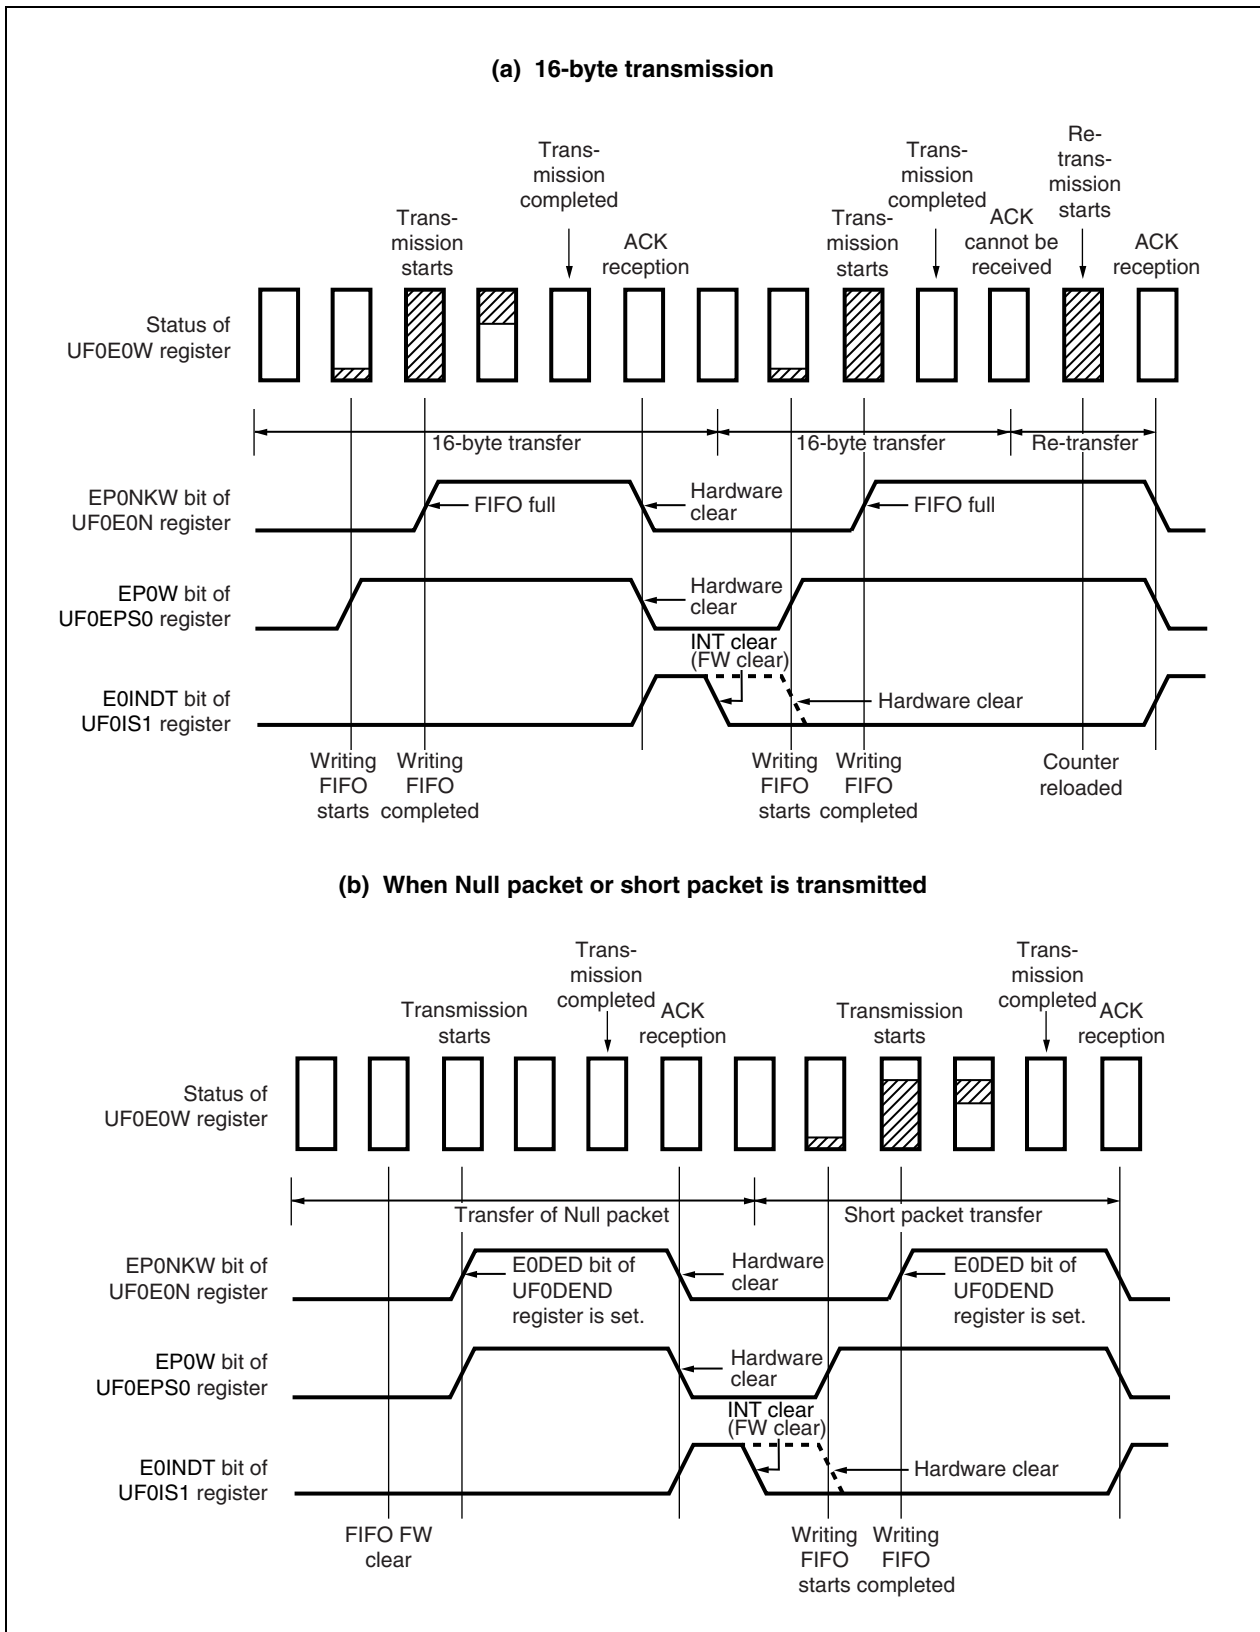 (a) 16-byte transmission
Trans-
mission
completed
Trans-
mission
completed
Re-
trans-
mission
starts
Trans-
mission
starts
ACK
reception
Trans-
mission
starts
ACK
cannot be
received
ACK
reception
Status of
UF0E0W register
16-byte transfer
16-byte transfer
Re-transfer
EP0NKW bit of
UF0E0N register
FIFO full
Hardware
clear
FIFO full
EP0W bit of
UF0EPS0 register
Hardware
clear
INT clear
(FW clear)
E0INDT bit of
UF0IS1 register
Hardware clear
Writing
FIFO
starts
Writing
FIFO
completed
Writing
FIFO
starts
Writing
FIFO
completed
Counter
reloaded
(b) When Null packet or short packet is transmitted
Transmission
starts
Trans-
mission
completed
ACK
reception
Transmission
starts
Trans-
mission
completed
ACK
reception
Status of
UF0E0W register
Transfer of Null packet
Short packet transfer
EP0NKW bit of
UF0E0N register
E0DED bit of
UF0DEND
register is set.
Hardware
clear
E0DED bit of
UF0DEND
register is set.
EP0W bit of
UF0EPS0 register
Hardware
clear
INT clear
(FW clear)
E0INDT bit of
UF0IS1 register
Hardware clear
FIFO FW
clear
Writing
FIFO
starts
Writing
FIFO
completed